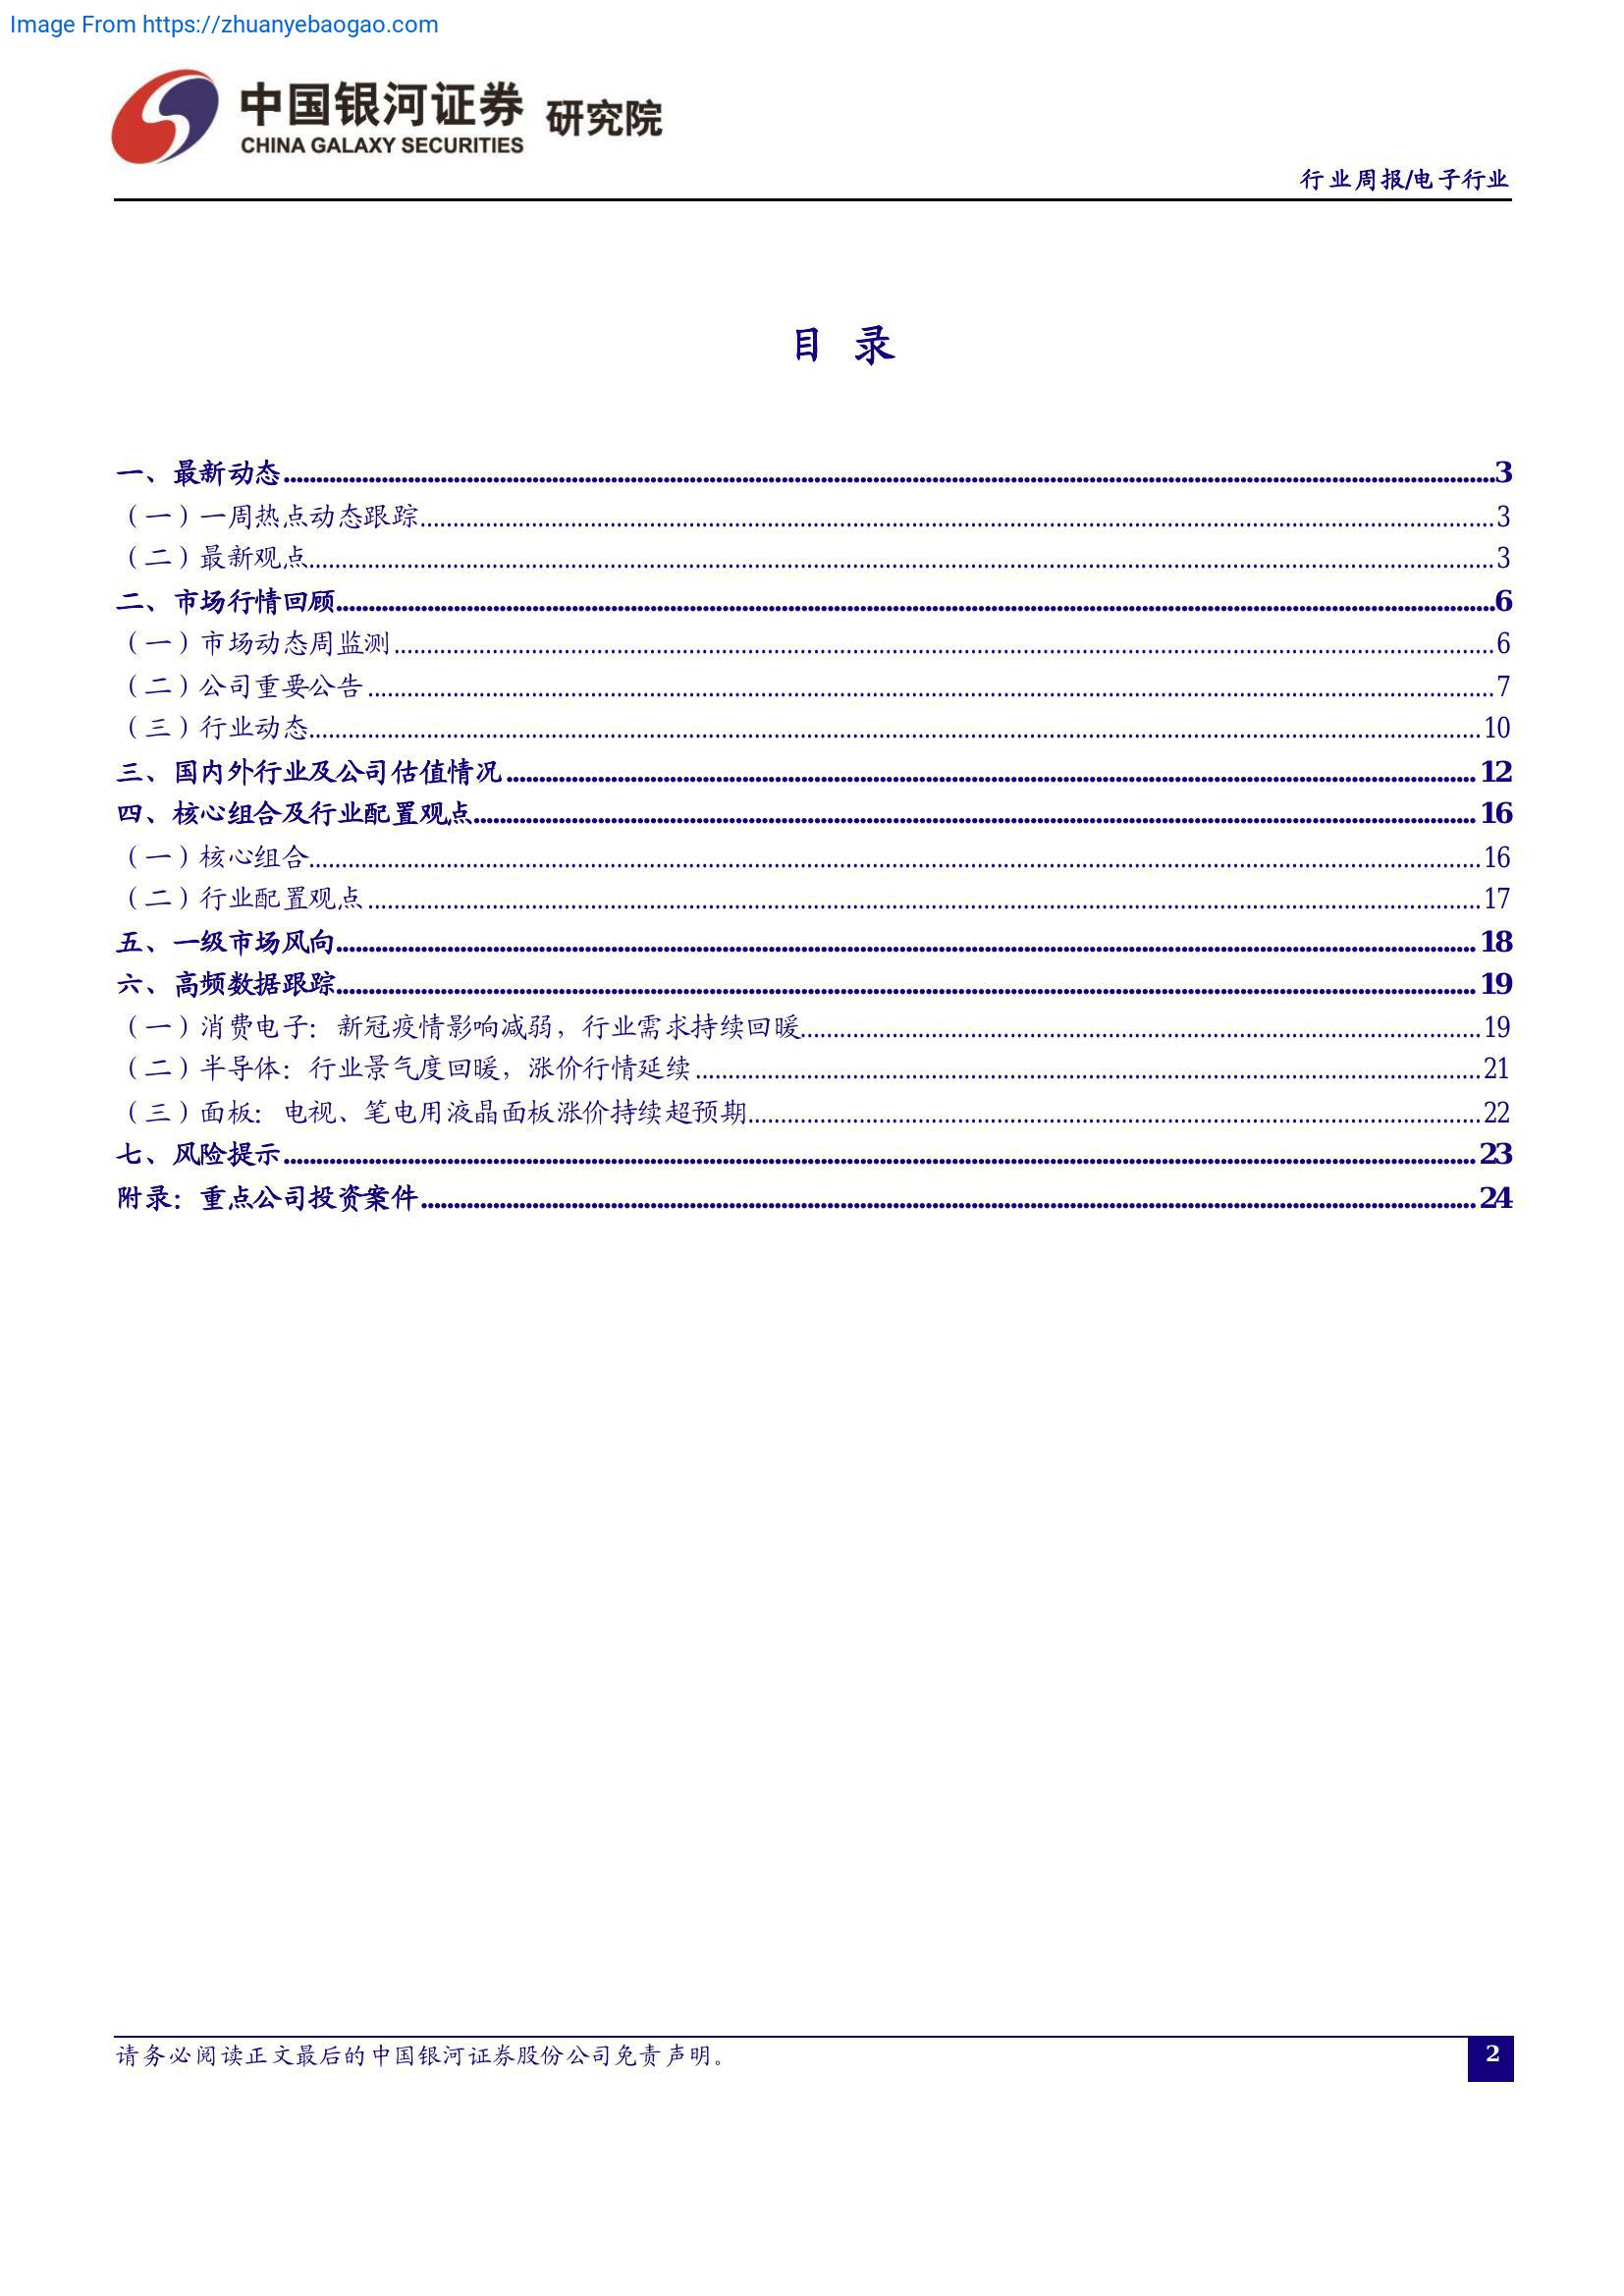 Image From https://zhuanyebaogao.com
中国银河证券 研究院
CHINA GALAXY SECURITIES
行业周报/电子行业
目 录
一、最新动态........3
（一）一周热点动态跟踪........3
（二）最新观点........3
二、市场行情回顾........6
（一）市场动态周监测........6
（二）公司重要公告........7
（三）行业动态........10
三、国内外行业及公司估值情况........12
四、核心组合及行业配置观点........16
（一）核心组合........16
（二）行业配置观点........17
五、一级市场风向........18
六、高频数据跟踪........19
（一）消费电子：新冠疫情影响减弱，行业需求持续回暖........19
（二）半导体：行业景气度回暖，涨价行情延续........21
（三）面板：电视、笔电用液晶面板涨价持续超预期........22
七、风险提示........23
附录：重点公司投资案件........24
请务必阅读正文最后的中国银河证券股份公司免责声明。
2